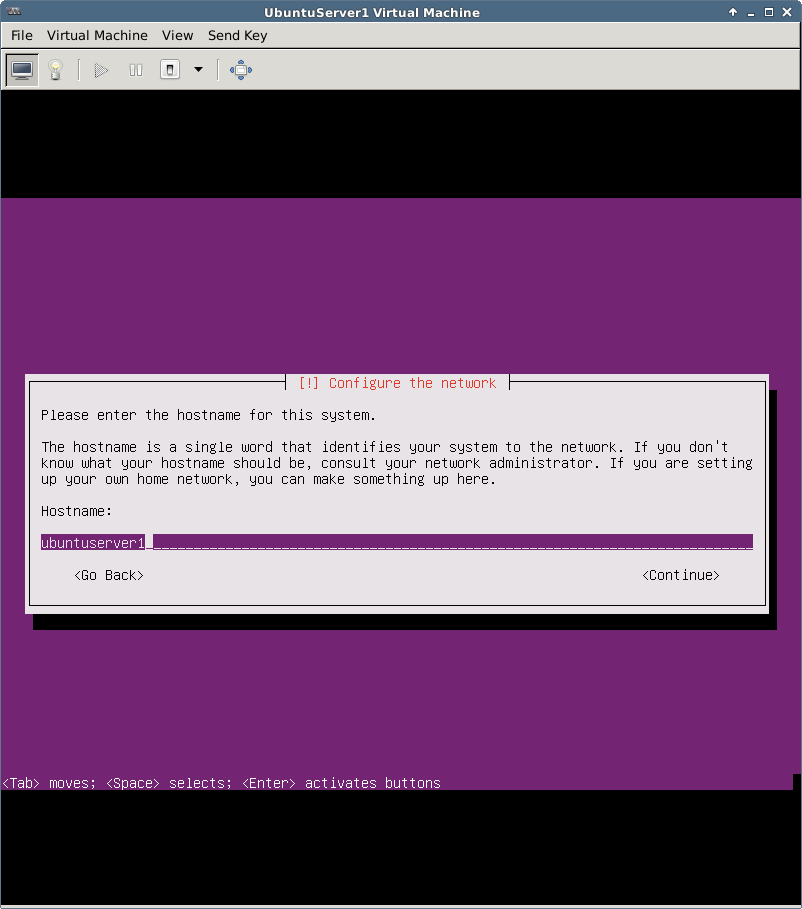 UbuntuServer1 Virtual Machine
File Virtual Machine View Send Key
[!] Configure the network
Please enter the hostname for this system.
The hostname is a single word that identifies your system to the network. If you don't
know what your hostname should be, consult your network administrator. If you are setting
up your own home network, you can make something up here.
Hostname:
ubuntuserver1
<Go Back> <Continue>
<Tab> moves; <Space> selects; <Enter> activates buttons